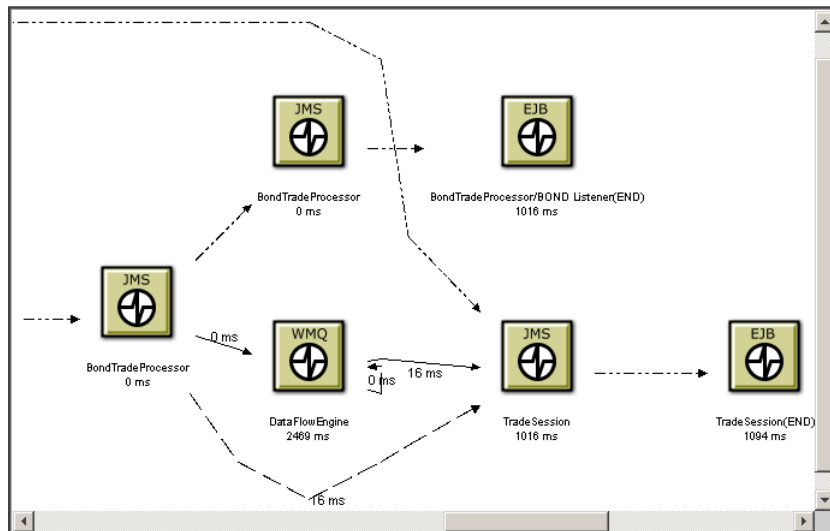 JMS
EJB
BondTradeProcessor
0 ms
BondTradeProcessor/BOND Listener(END)
1016 ms
JMS
BondTradeProcessor
0 ms
0 ms
WMQ
DataFlowEngine
2469 ms
0 ms
16 ms
JMS
TradeSession
1016 ms
EJB
TradeSession(END)
1094 ms
16 ms